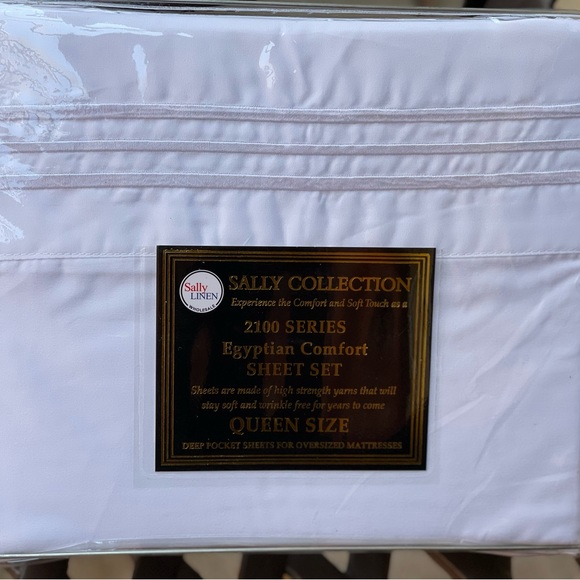 Sally
LINEN
WHOLESALE
SALLY COLLECTION
Experience the Comfort and Soft Touch as a
2100 SERIES
Egyptian Comfort
SHEET SET
Sheets are made of high strength yarns that will
stay soft and wrinkle free for years to come
QUEEN SIZE
DEEP POCKET SHEETS FOR OVERSIZED MATTRESSES